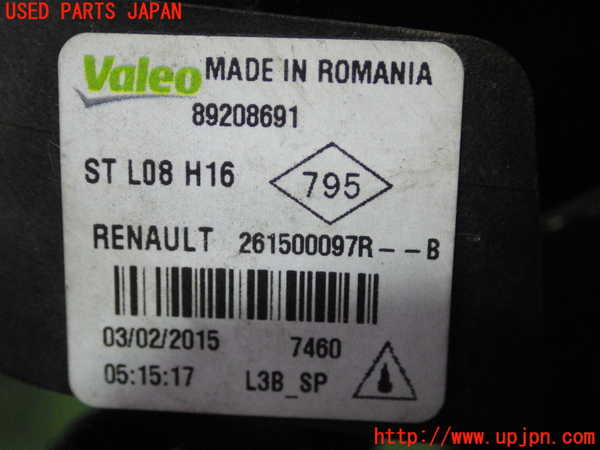 USED PARTS JAPAN
Valeo MADE IN ROMANIA
89208691
ST L08 H16
795
RENAULT 261500097R--B
03/02/2015 7460
05:15:17 L3B_SP
http://www.upjpn.com/